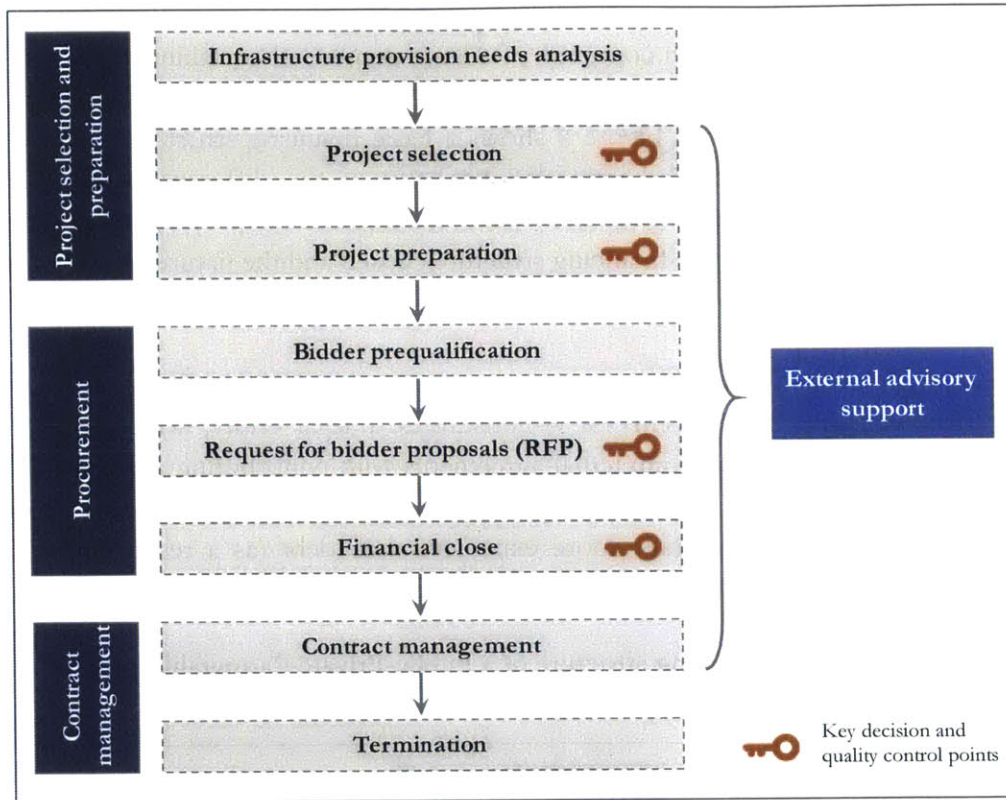 Project selection and
preparation
Infrastructure provision needs analysis
Project selection
Project preparation
Procurement
Bidder prequalification
Request for bidder proposals (RFP)
Financial close
Contract
management
Contract management
Termination
External advisory
support
Key decision and
quality control points